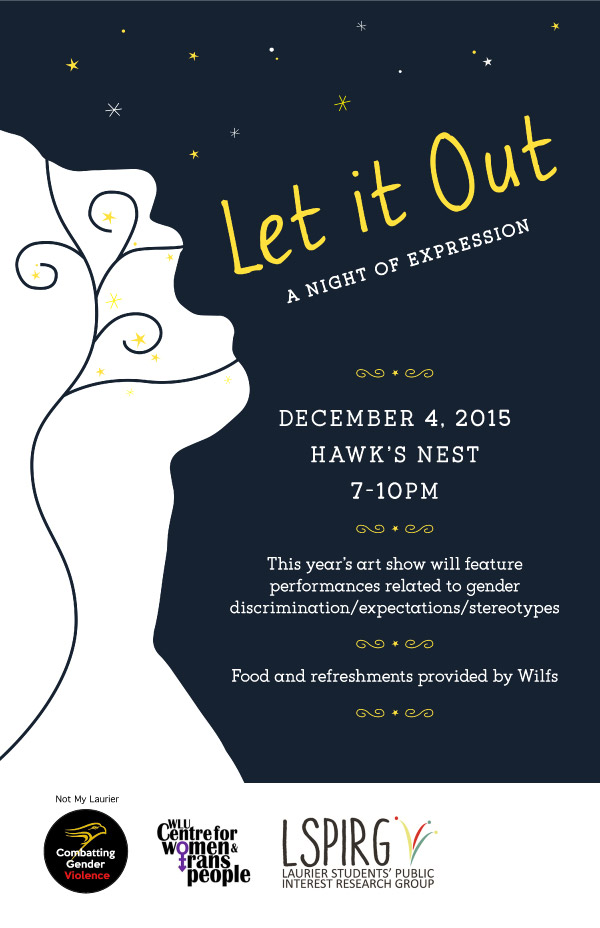 Let it Out
A NIGHT OF EXPRESSION
DECEMBER 4, 2015
HAWK'S NEST
7-10PM
This year's art show will feature
performances related to gender
discrimination/expectations/stereotypes
Food and refreshments provided by Wilfs
Not My Laurier
Combatting
Gender
Violence
WLU
Centre for
women &
trans
people
LSPIRG
LAURIER STUDENTS' PUBLIC
INTEREST RESEARCH GROUP